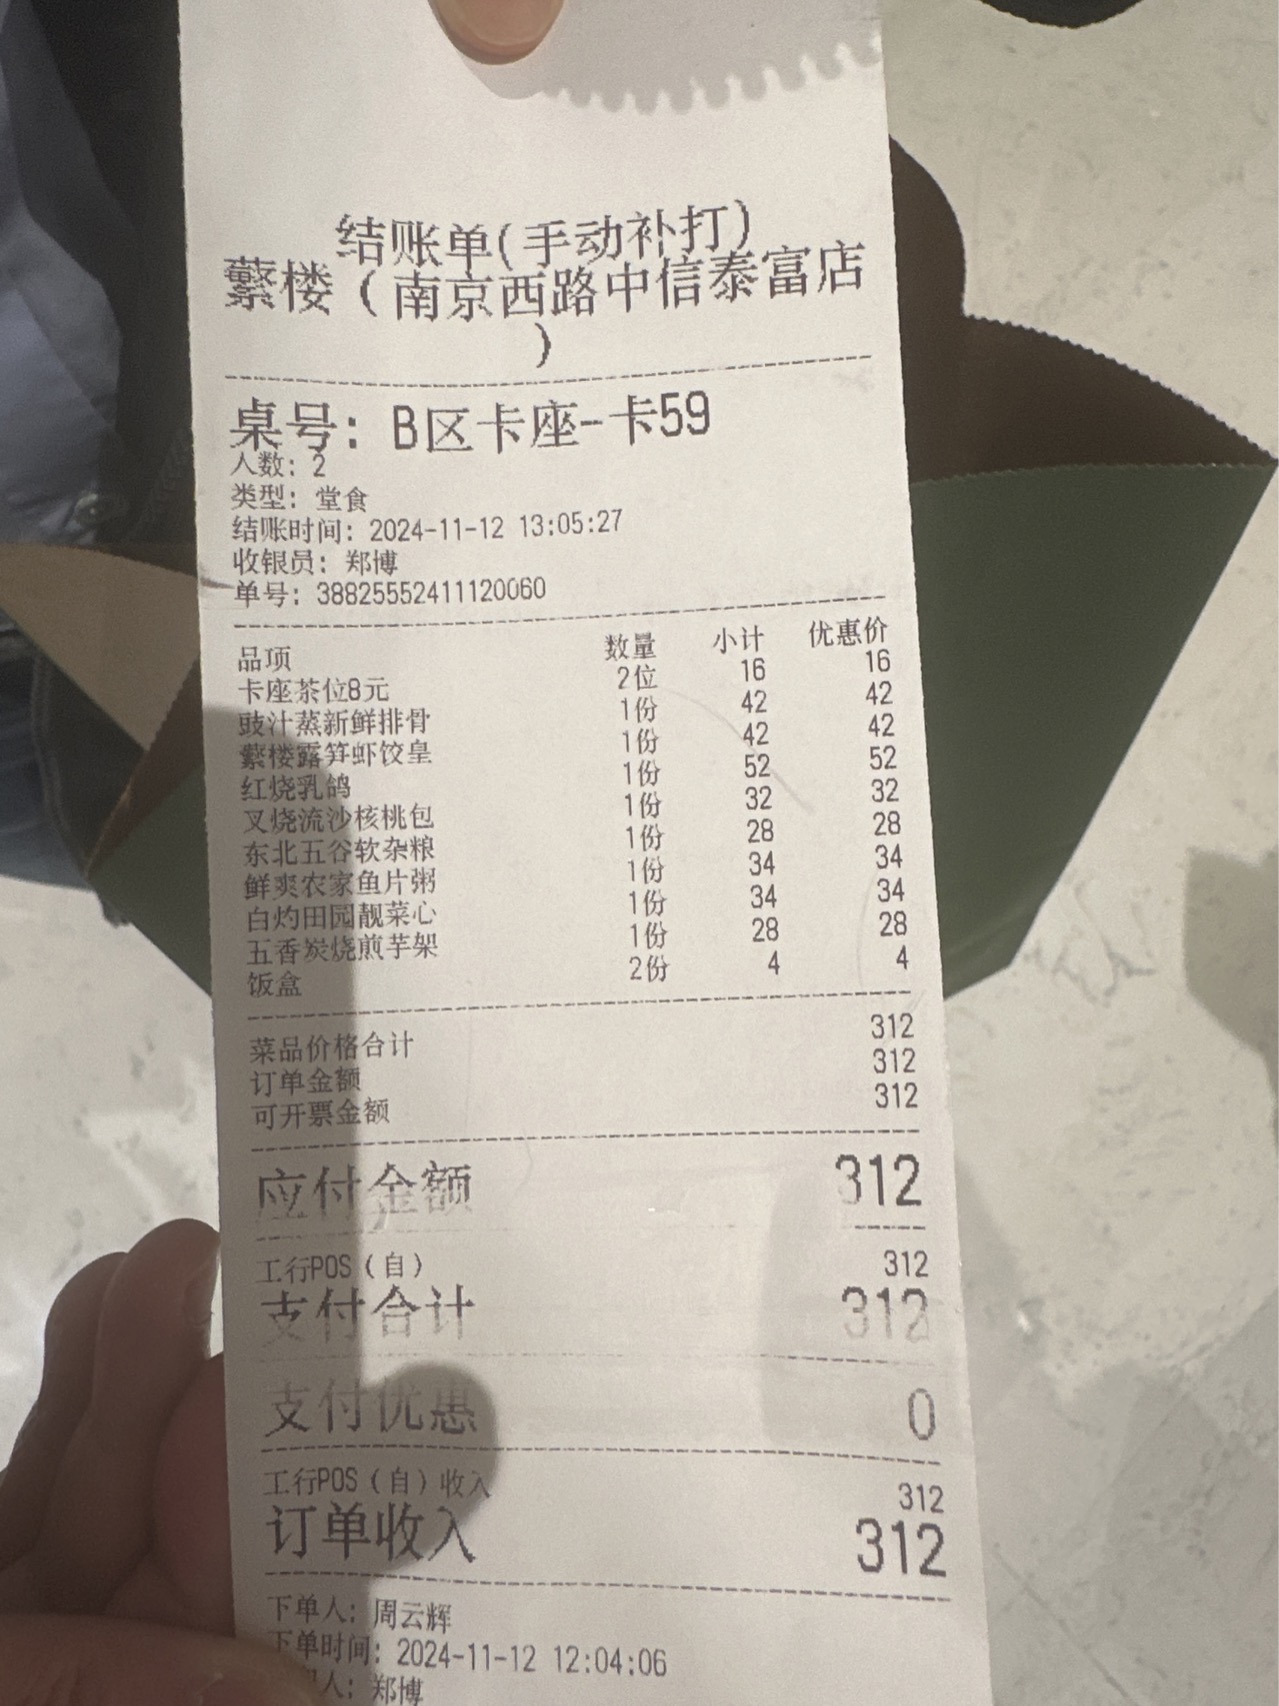 结账单(手动补打)
蘩楼（南京西路中信泰富店
）
桌号: B区卡座-卡59
人数: 2
类型: 堂食
结账时间: 2024-11-12 13:05:27
收银员: 郑博
单号: 38825552411120060
品项 数量 小计 优惠价
卡座茶位8元 2位 16 16
豉汁蒸新鲜排骨 1份 42 42
蘩楼露笋虾饺皇 1份 42 42
红烧乳鸽 1份 52 52
叉烧流沙核桃包 1份 32 32
东北五谷软杂粮 1份 28 28
鲜爽农家鱼片粥 1份 34 34
白灼田园靓菜心 1份 34 34
五香炭烧煎芋架 1份 28 28
饭盒 2份 4 4
菜品价格合计 312
订单金额 312
可开票金额 312
应付金额 312
工行POS（自） 312
支付合计 312
支付优惠 0
工行POS（自）收入 312
订单收入 312
下单人: 周云辉
下单时间: 2024-11-12 12:04:06
人: 郑博